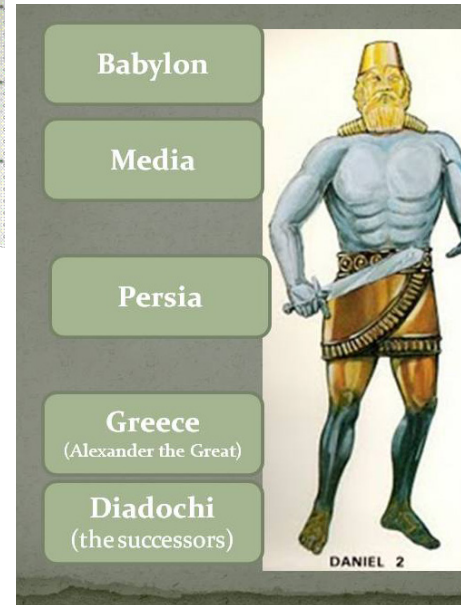 Babylon
Media
Persia
Greece
(Alexander the Great)
Diadochi
(the successors)
DANIEL 2